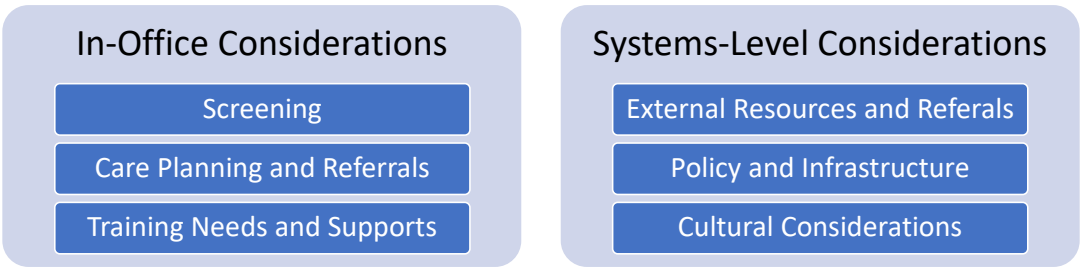 In-Office Considerations
Screening
Care Planning and Referrals
Training Needs and Supports
Systems-Level Considerations
External Resources and Referrals
Policy and Infrastructure
Cultural Considerations